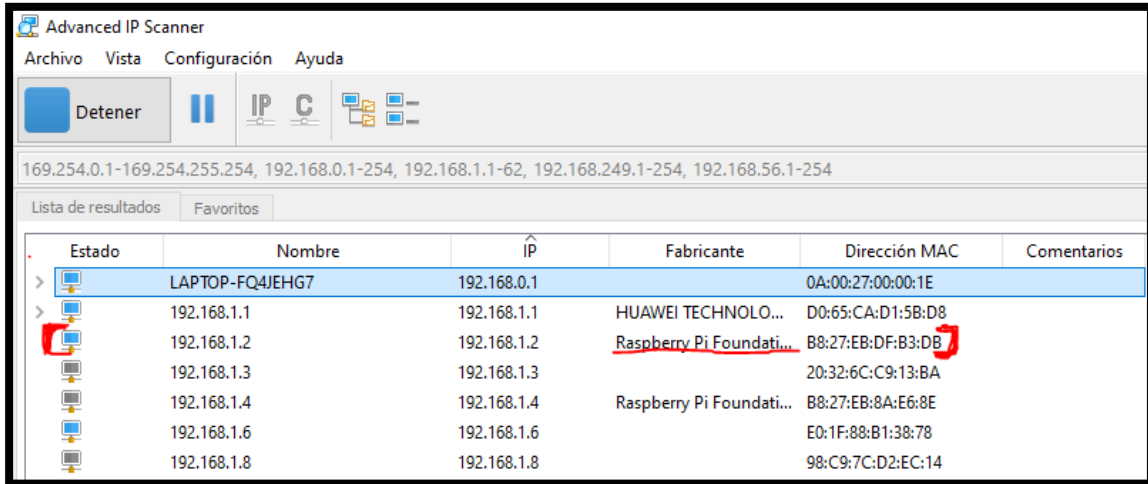 Advanced IP Scanner
Archivo Vista Configuración Ayuda
Detener IP C
169.254.0.1-169.254.255.254, 192.168.0.1-254, 192.168.1.1-62, 192.168.249.1-254, 192.168.56.1-254
Lista de resultados Favoritos
Estado Nombre IP Fabricante Dirección MAC Comentarios
LAPTOP-FQ4JEHG7 192.168.0.1 0A:00:27:00:00:1E
192.168.1.1 192.168.1.1 HUAWEI TECHNOLO... D0:65:CA:D1:5B:D8
192.168.1.2 192.168.1.2 Raspberry Pi Foundati... B8:27:EB:DF:B3:DB
192.168.1.3 192.168.1.3 20:32:6C:C9:13:BA
192.168.1.4 192.168.1.4 Raspberry Pi Foundati... B8:27:EB:8A:E6:8E
192.168.1.6 192.168.1.6 E0:1F:88:B1:38:78
192.168.1.8 192.168.1.8 98:C9:7C:D2:EC:14